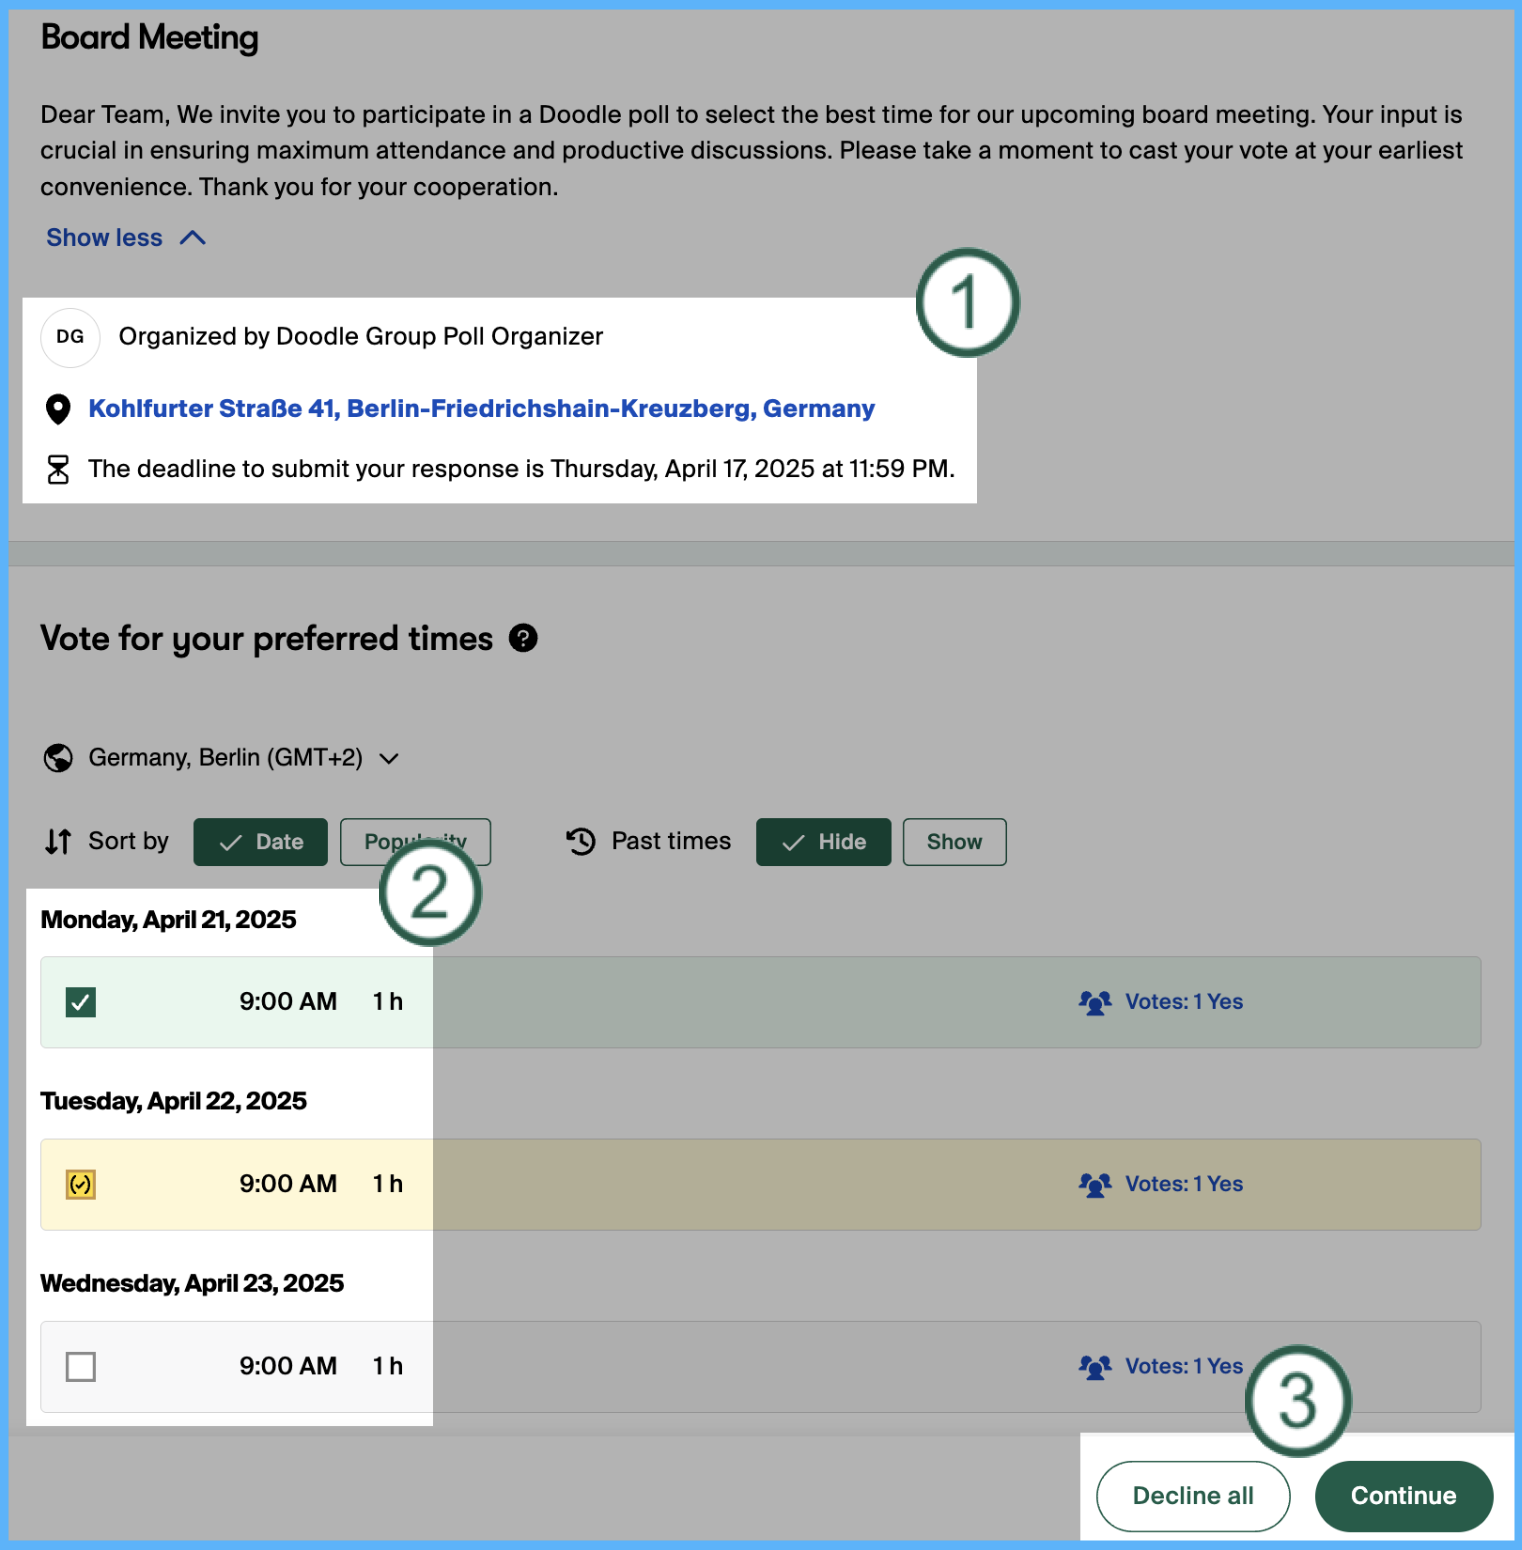 Board Meeting
Dear Team, We invite you to participate in a Doodle poll to select the best time for our upcoming board meeting. Your input is
crucial in ensuring maximum attendance and productive discussions. Please take a moment to cast your vote at your earliest
convenience. Thank you for your cooperation.
Show less
1
DG Organized by Doodle Group Poll Organizer
Kohlfurter Straße 41, Berlin-Friedrichshain-Kreuzberg, Germany
The deadline to submit your response is Thursday, April 17, 2025 at 11:59 PM.
Vote for your preferred times ?
Germany, Berlin (GMT+2)
Sort by Date Popularity Past times Hide Show
2
Monday, April 21, 2025
9:00 AM 1 h Votes: 1 Yes
Tuesday, April 22, 2025
9:00 AM 1 h Votes: 1 Yes
Wednesday, April 23, 2025
9:00 AM 1 h Votes: 1 Yes
3
Decline all Continue